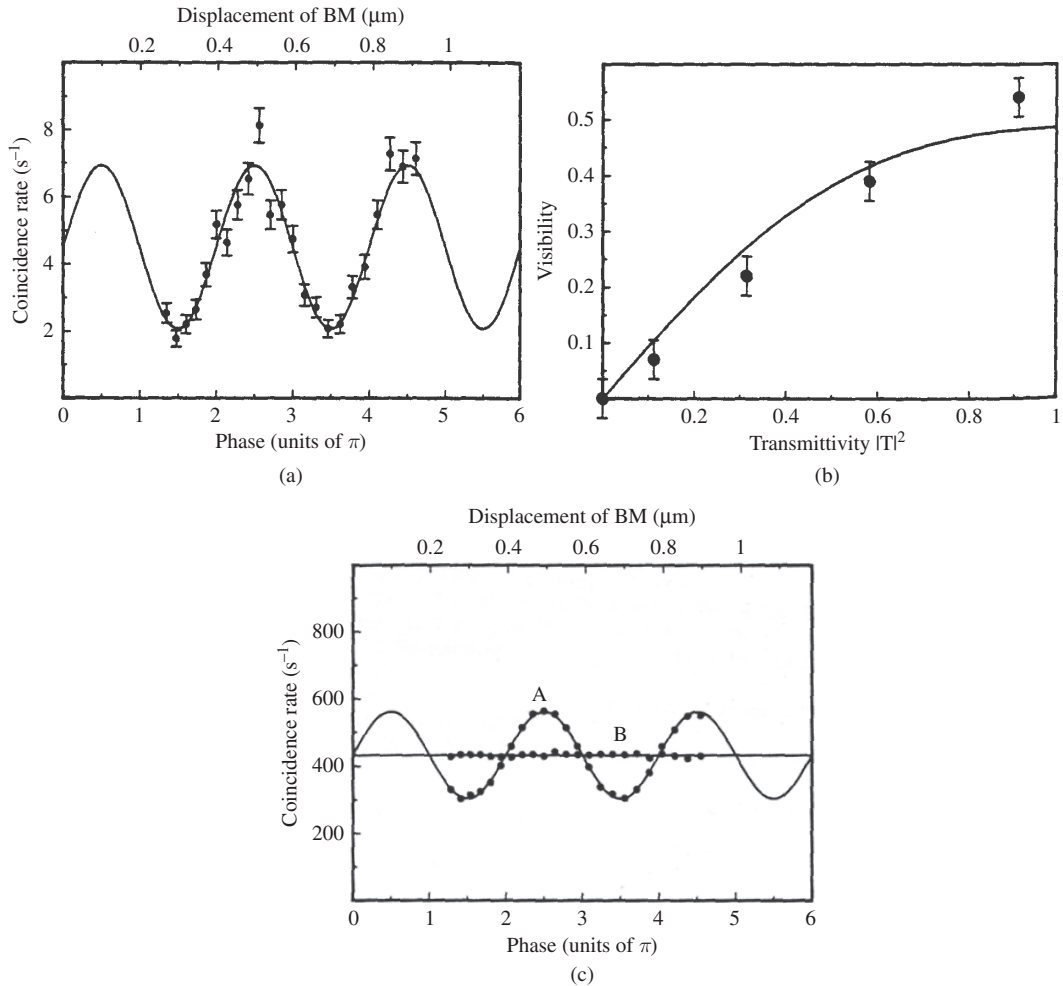 Displacement of BM (μm)
0.2 0.4 0.6 0.8 1
8
6
4
2
Coincidence rate (s⁻¹)
0 1 2 3 4 5 6
Phase (units of π)
(a)
0.5
0.4
0.3
0.2
0.1
Visibility
0.2 0.4 0.6 0.8 1
Transmittivity |T|²
(b)
Displacement of BM (μm)
0.2 0.4 0.6 0.8 1
800
600
400
200
Coincidence rate (s⁻¹)
A
B
0 1 2 3 4 5 6
Phase (units of π)
(c)